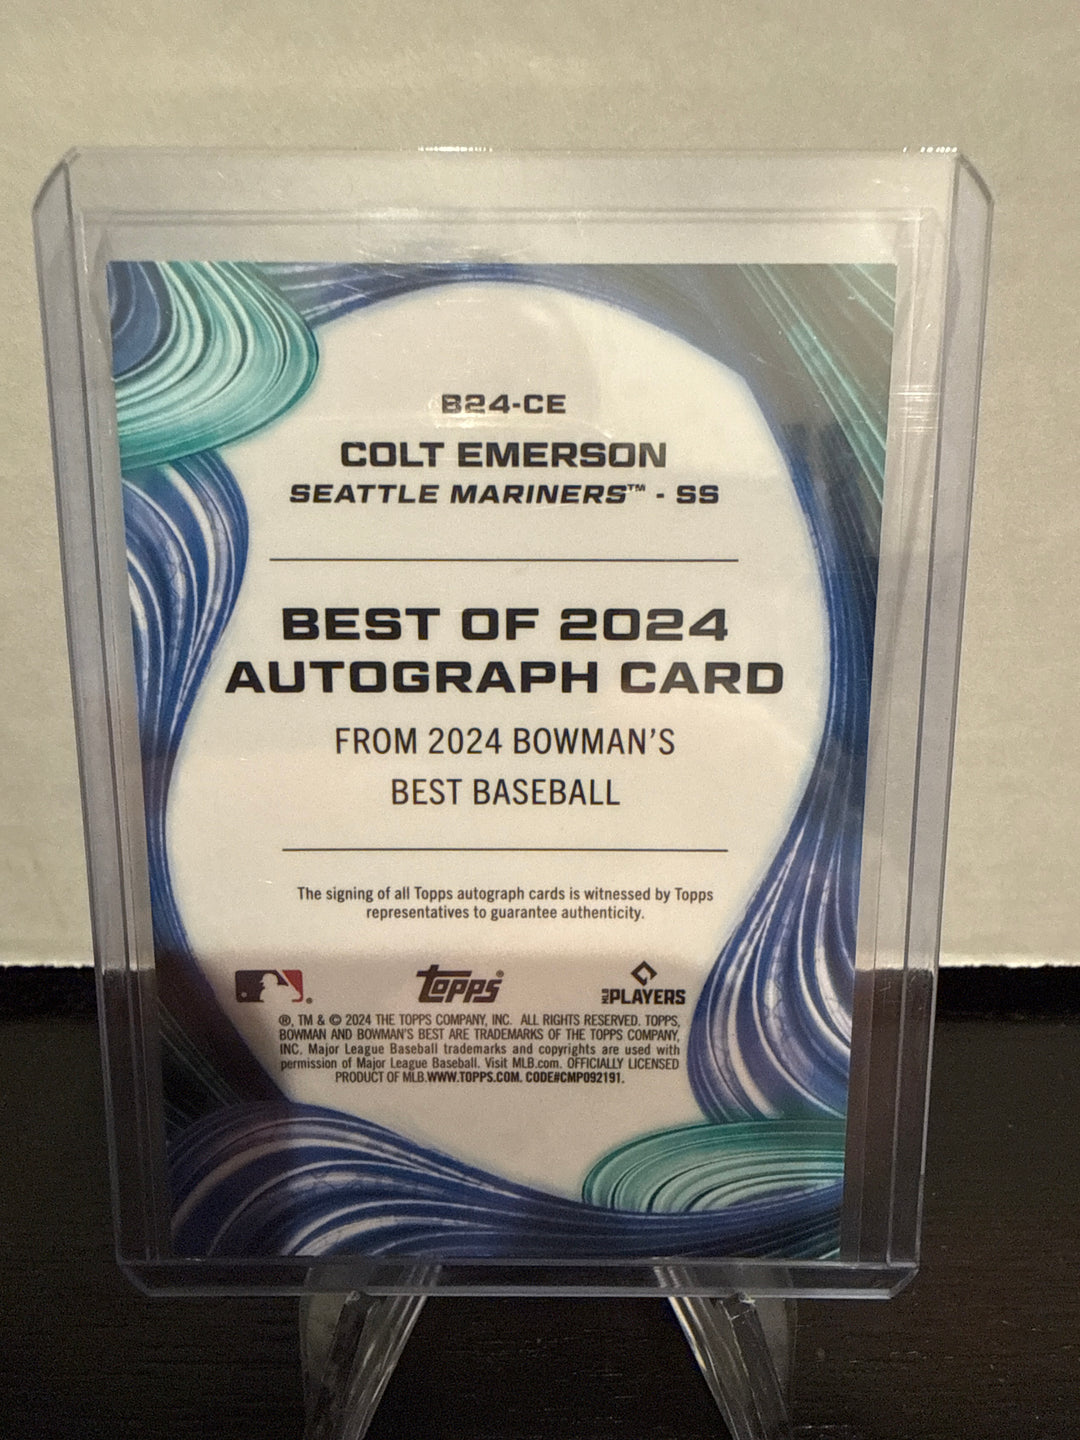 B24-CE
COLT EMERSON
SEATTLE MARINERS™ - SS
BEST OF 2024
AUTOGRAPH CARD
FROM 2024 BOWMAN'S
BEST BASEBALL
The signing of all Topps autograph cards is witnessed by Topps
representatives to guarantee authenticity.
® Topps® MLB PLAYERS
®, TM & © 2024 THE TOPPS COMPANY, INC. ALL RIGHTS RESERVED. TOPPS,
BOWMAN AND BOWMAN'S BEST ARE TRADEMARKS OF THE TOPPS COMPANY,
INC. Major League Baseball trademarks and copyrights are used with
permission of Major League Baseball. Visit MLB.com. OFFICIALLY LICENSED
PRODUCT OF MLB.WWW.TOPPS.COM. CODE#CMP092191.